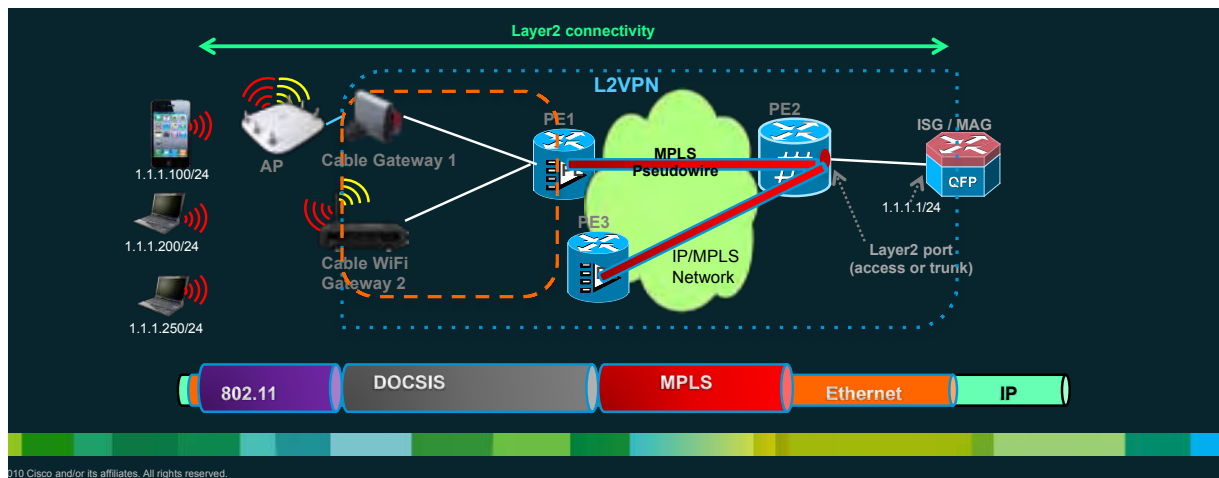 Layer2 connectivity
L2VPN
PE1
PE2
ISG / MAG
AP
Cable Gateway 1
MPLS
Pseudowire
QFP
1.1.1.100/24
1.1.1.1/24
PE3
1.1.1.200/24
Layer2 port
(access or trunk)
IP/MPLS
Network
Cable WiFi
Gateway 2
1.1.1.250/24
802.11
DOCSIS
MPLS
Ethernet
IP
010 Cisco and/or its affiliates. All rights reserved.